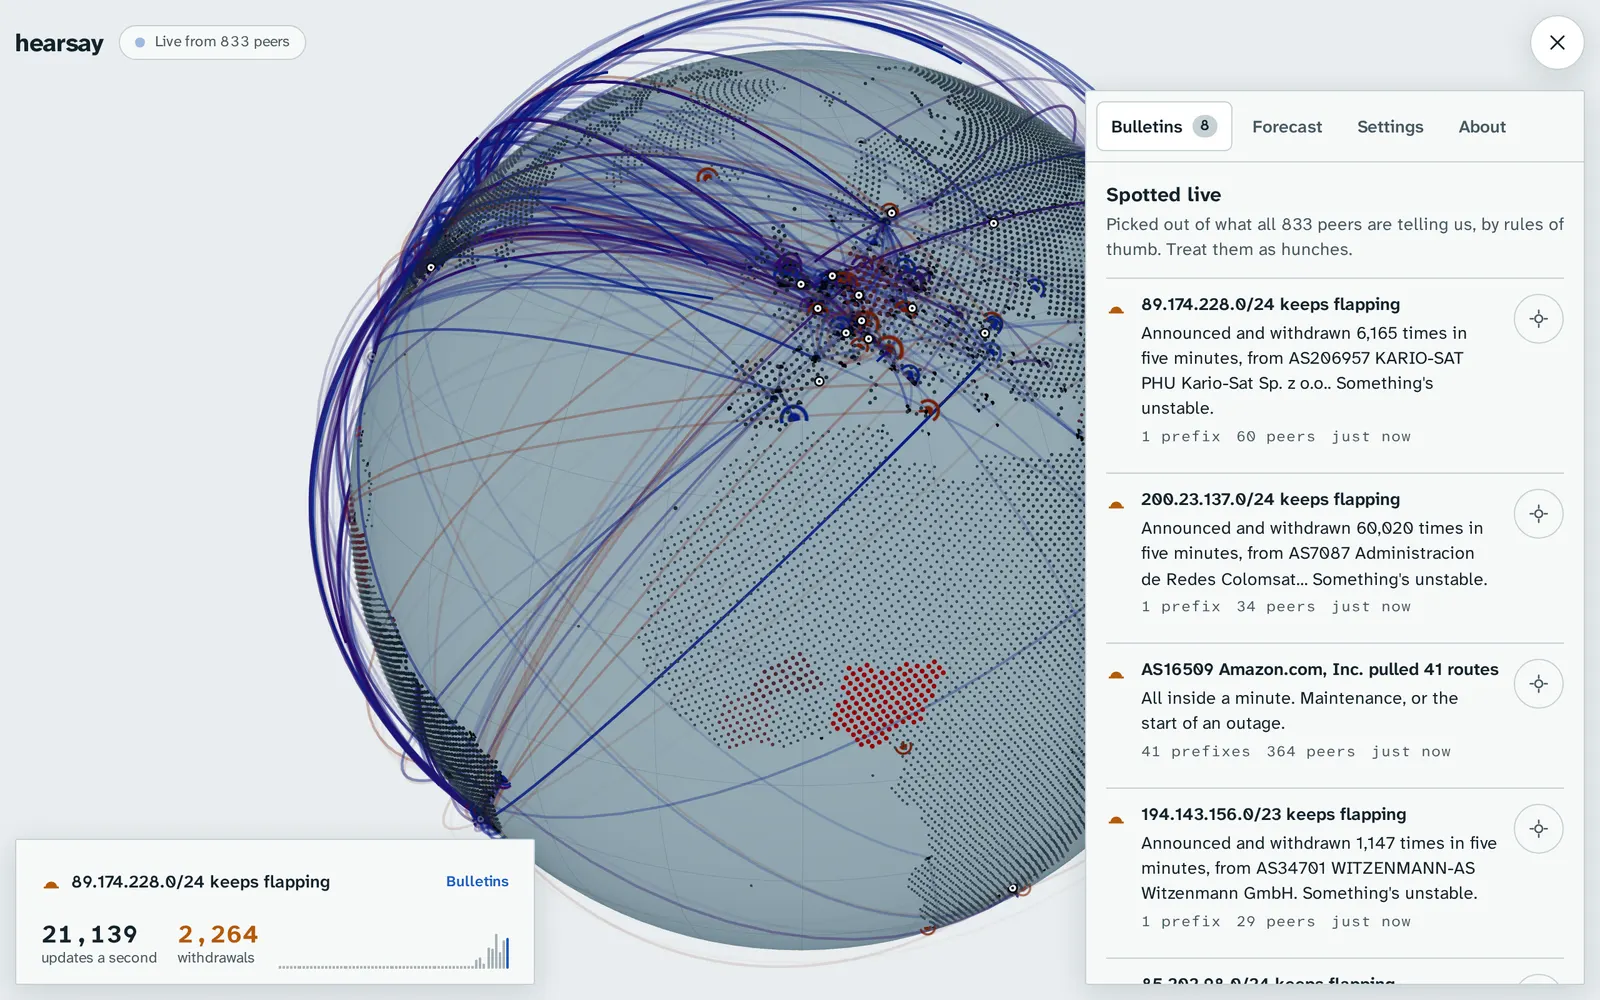 hearsay
Live from 833 peers
Bulletins 8 Forecast Settings About
Spotted live
Picked out of what all 833 peers are telling us, by rules of
thumb. Treat them as hunches.
89.174.228.0/24 keeps flapping
Announced and withdrawn 6,165 times in
five minutes, from AS206957 KARIO-SAT
PHU Kario-Sat Sp. z o.o.. Something's
unstable.
1 prefix 60 peers just now
200.23.137.0/24 keeps flapping
Announced and withdrawn 60,020 times in
five minutes, from AS7087 Administracion
de Redes Colomsat... Something's unstable.
1 prefix 34 peers just now
AS16509 Amazon.com, Inc. pulled 41 routes
All inside a minute. Maintenance, or the
start of an outage.
41 prefixes 364 peers just now
194.143.156.0/23 keeps flapping
Announced and withdrawn 1,147 times in five
minutes, from AS34701 WITZENMANN-AS
Witzenmann GmbH. Something's unstable.
1 prefix 29 peers just now
85.202.98.0/24 keeps flapping
89.174.228.0/24 keeps flapping
Bulletins
21,139 2,264
updates a second withdrawals